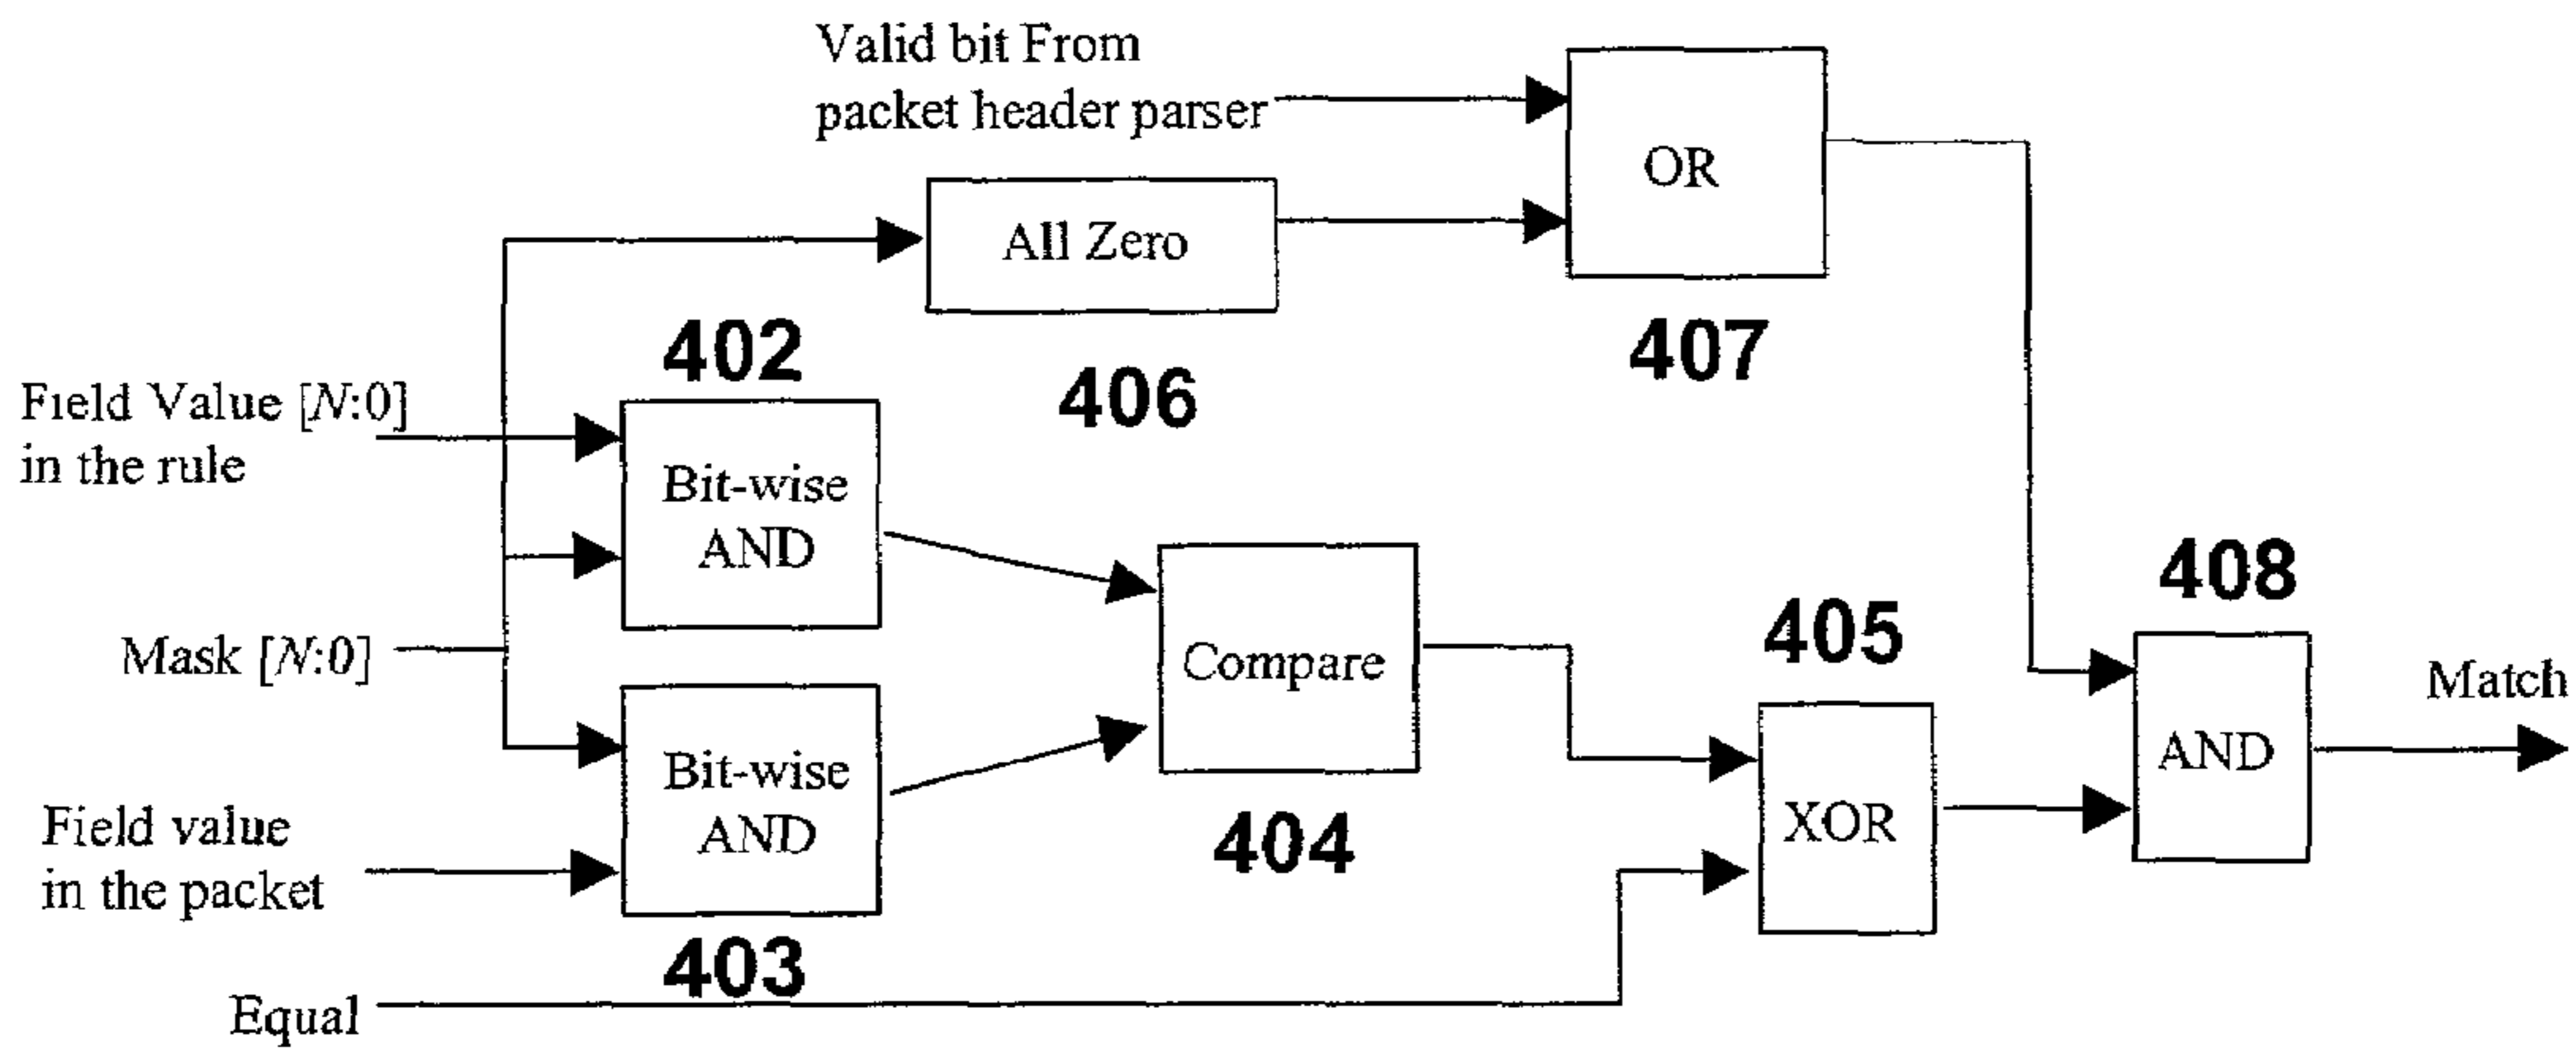 Valid bit From
packet header parser
OR
All Zero
402
407
406
Field Value [N:0]
in the rule
Bit-wise
AND
408
405
Compare
Mask [N:0]
Match
Bit-wise
AND
AND
XOR
404
Field value
in the packet
403
Equal